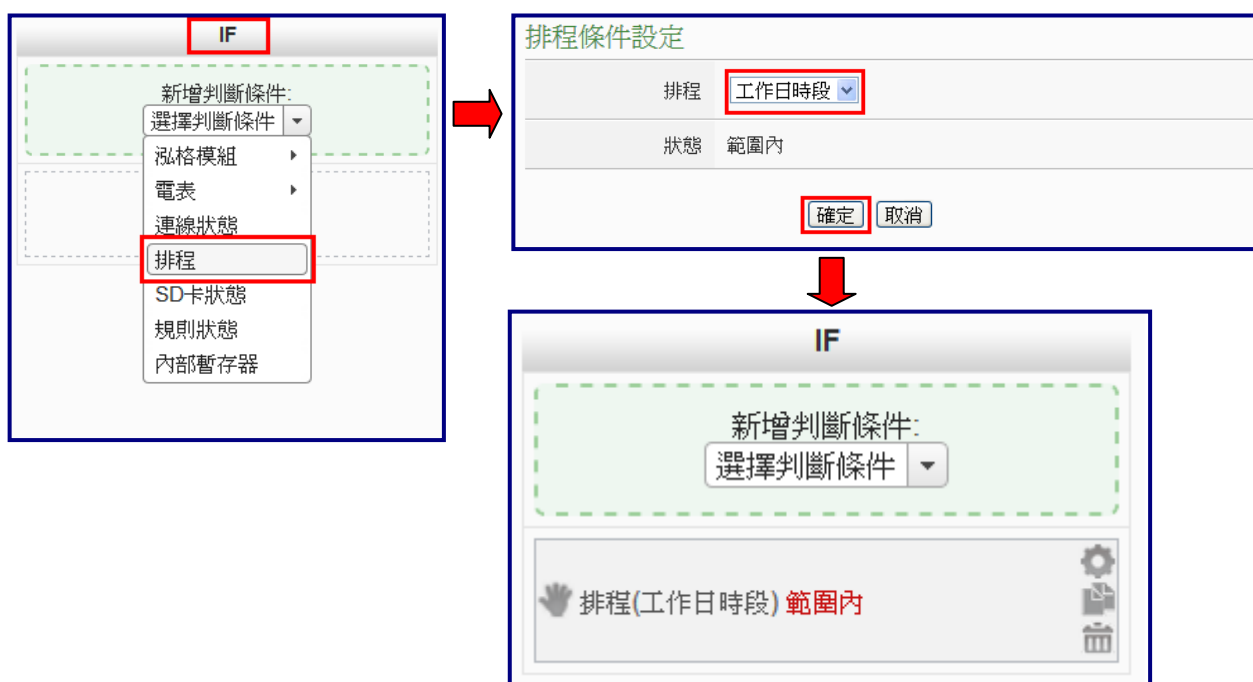 IF
新增判斷條件:
選擇判斷條件
泓格模組
電表
連線狀態
排程
SD卡狀態
規則狀態
內部暫存器
排程條件設定
排程 工作日時段
狀態 範圍內
確定 取消
IF
新增判斷條件:
選擇判斷條件
排程(工作日時段) 範圍內